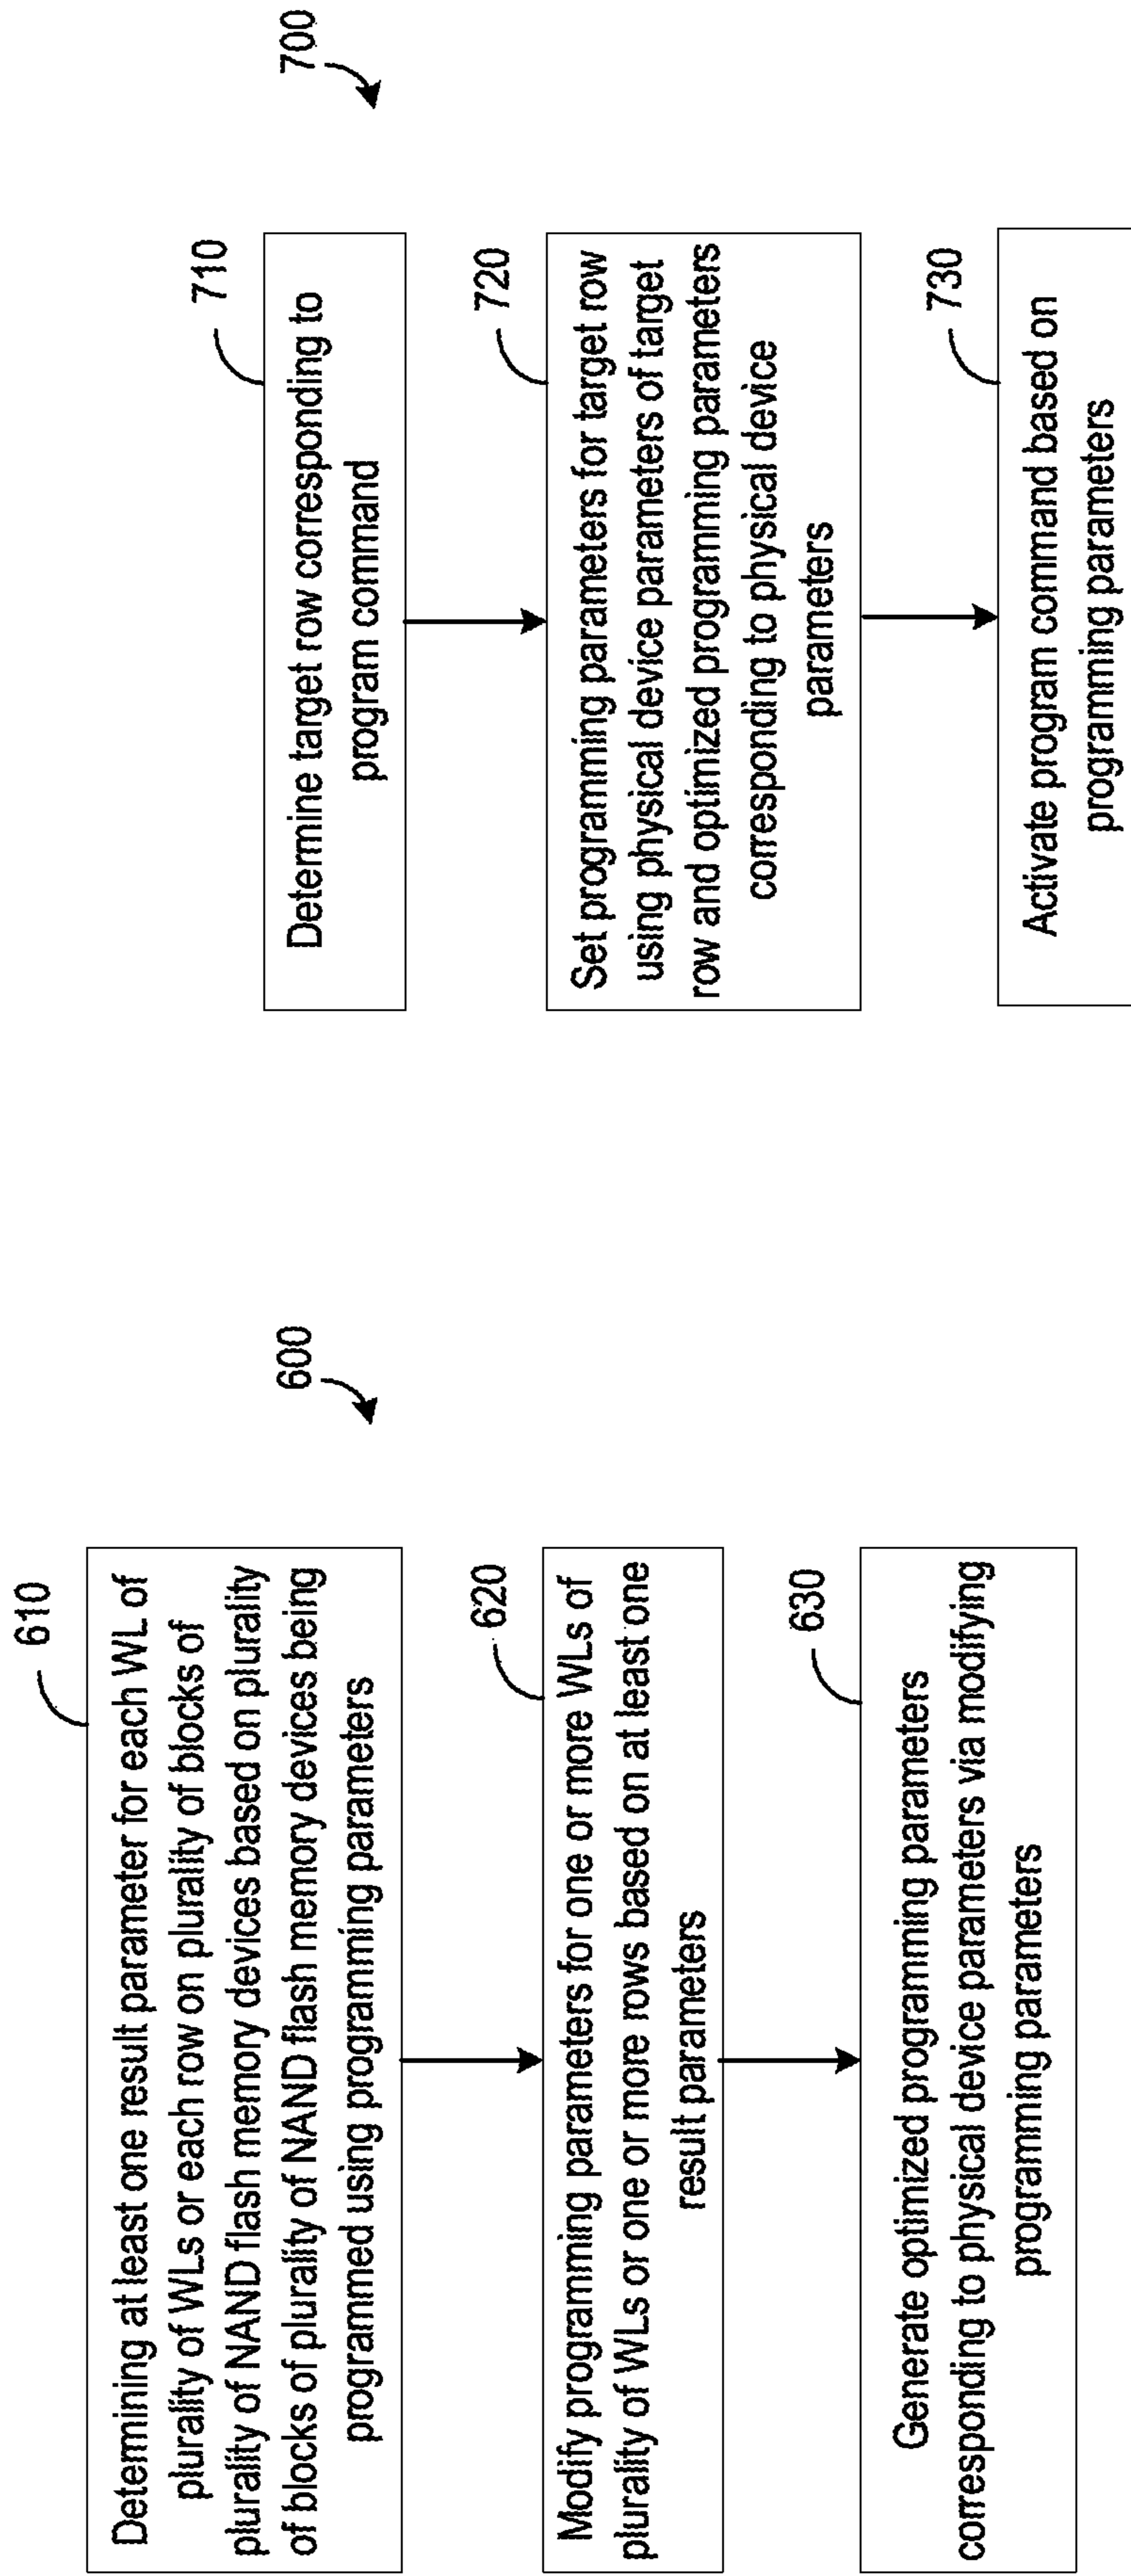 600
610
Determining at least one result parameter for each WL of
plurality of WLs or each row on plurality of blocks of
plurality of NAND flash memory devices based on plurality
of blocks of plurality of NAND flash memory devices being
programmed using programming parameters
620
Modify programming parameters for one or more WLs of
plurality of WLs or one or more rows based on at least one
result parameters
630
Generate optimized programming parameters
corresponding to physical device parameters via modifying
programming parameters
700
710
Determine target row corresponding to
program command
720
Set programming parameters for target row
using physical device parameters of target
row and optimized programming parameters
corresponding to physical device
parameters
730
Activate program command based on
programming parameters